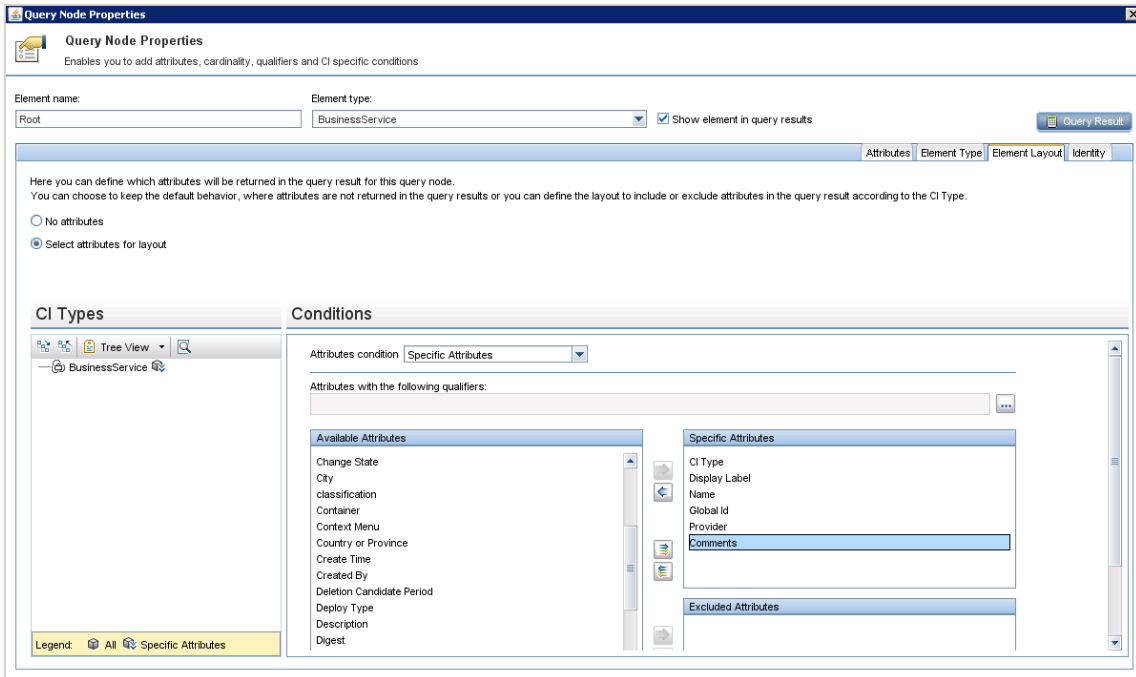 Query Node Properties
Query Node Properties
Enables you to add attributes, cardinality, qualifiers and CI specific conditions
Element name:
Element type:
Root
BusinessService
Show element in query results
Query Result
Attributes
Element Type
Element Layout
Identity
Here you can define which attributes will be returned in the query result for this query node.
You can choose to keep the default behavior, where attributes are not returned in the query results or you can define the layout to include or exclude attributes in the query result according to the CI Type.
No attributes
Select attributes for layout
CI Types
Conditions
Tree View
BusinessService
Attributes condition
Specific Attributes
Attributes with the following qualifiers:
...
Available Attributes
Change State
City
classification
Container
Context Menu
Country or Province
Create Time
Created By
Deletion Candidate Period
Deploy Type
Description
Digest
Specific Attributes
CI Type
Display Label
Name
Global Id
Provider
Comments
Excluded Attributes
Legend: All Specific Attributes